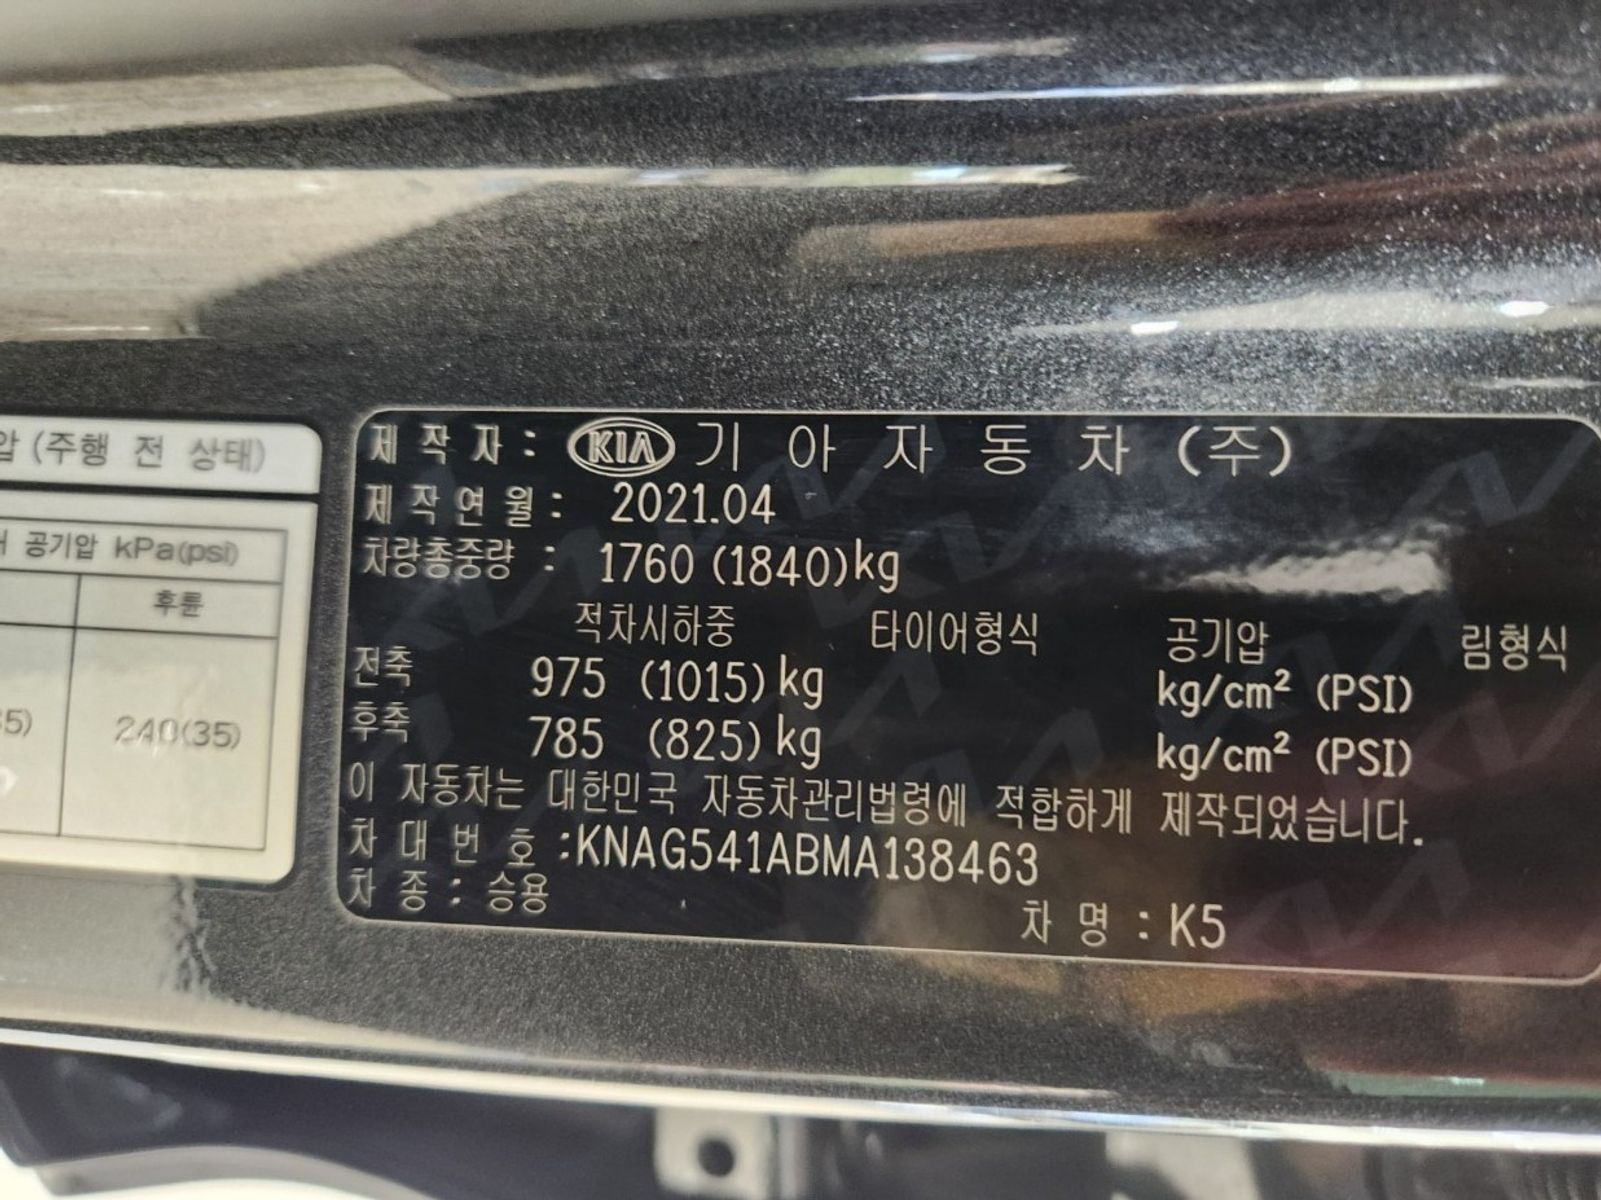 압 (주행 전 상태)
공기압 kPa(psi)
후륜
240(35)
제 작 자 : KIA 기 아 자 동 차 (주)
제 작 연 월 : 2021.04
차량총중량 : 1760 (1840)kg
적차시하중 타이어형식 공기압 림형식
전축 975 (1015) kg kg/cm² (PSI)
후축 785 (825) kg kg/cm² (PSI)
이 자동차는 대한민국 자동차관리법령에 적합하게 제작되었습니다.
차 대 번 호 :KNAG541ABMA138463
차 종 : 승용 차 명 : K5